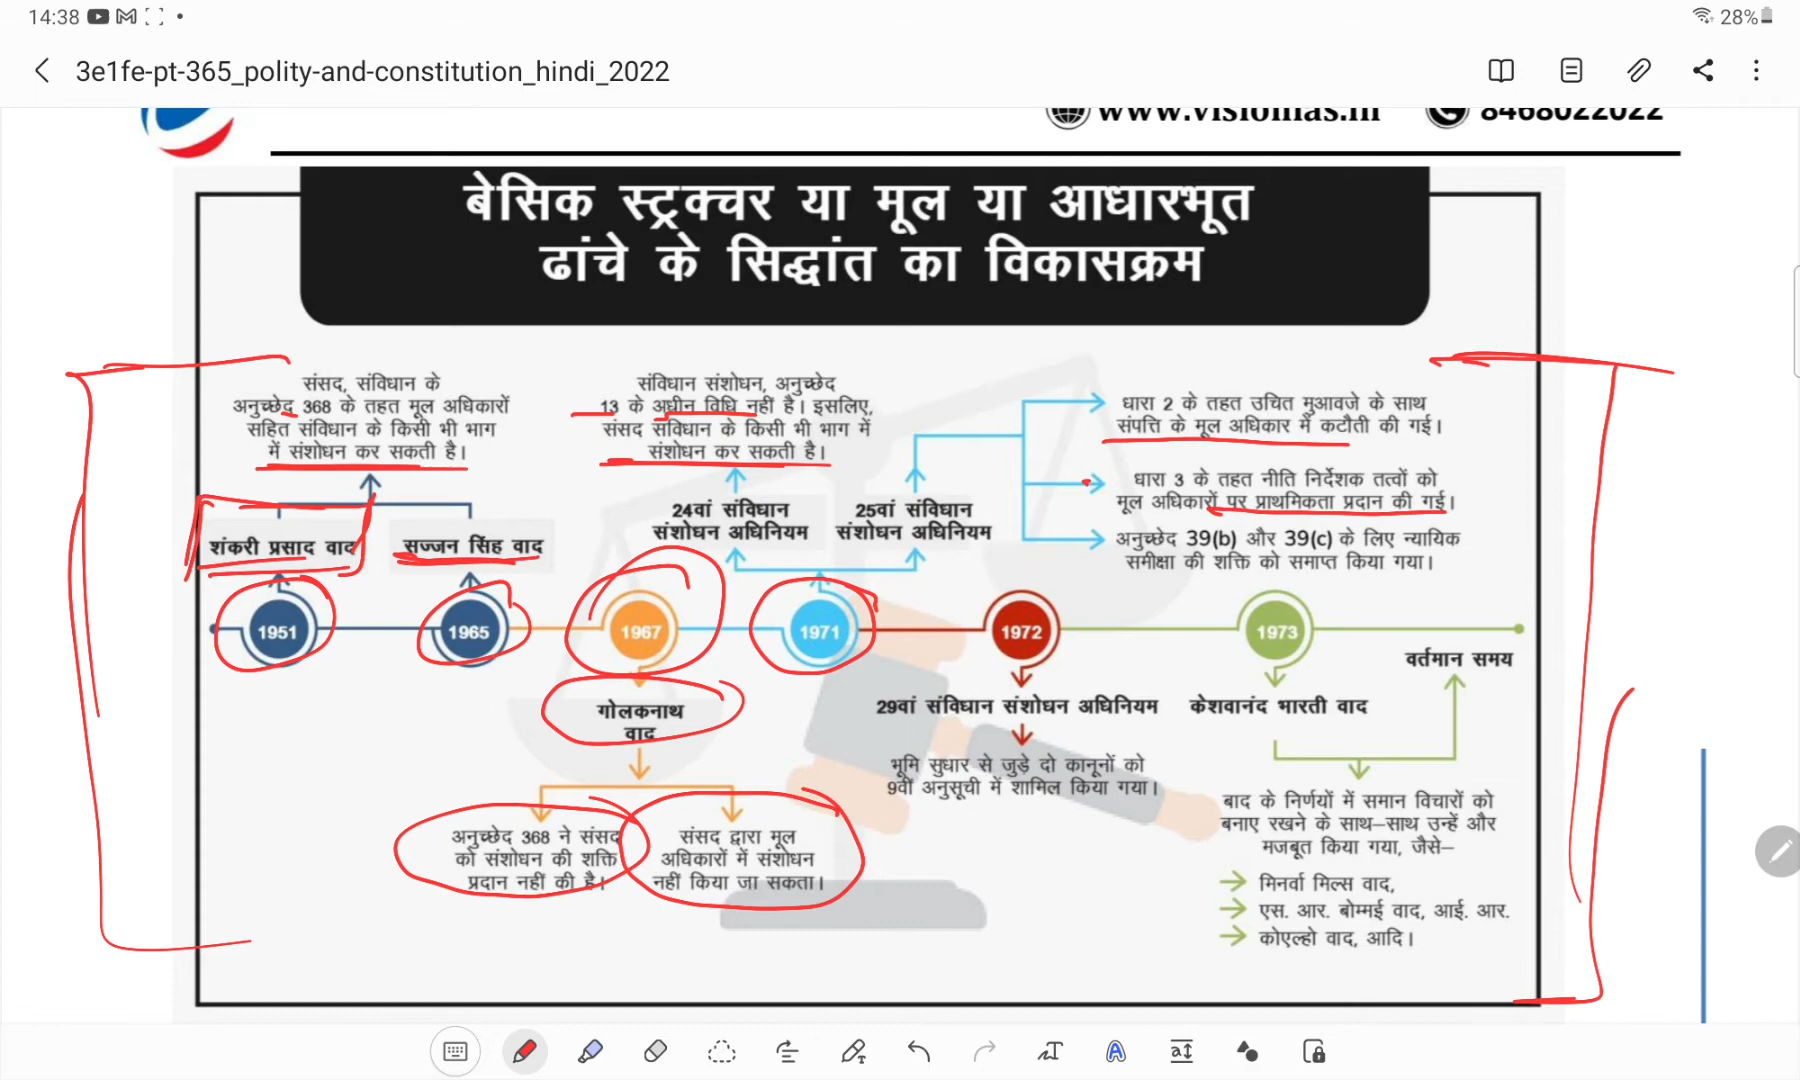 14:38
28%
3e1fe-pt-365_polity-and-constitution_hindi_2022
www.visionias.in
8468022022
बेसिक स्ट्रक्चर या मूल या आधारभूत
ढांचे के सिद्धांत का विकासक्रम
संसद, संविधान के
अनुच्छेद 368 के तहत मूल अधिकारों
सहित संविधान के किसी भी भाग
में संशोधन कर सकती है।
शंकरी प्रसाद वाद
सज्जन सिंह वाद
संविधान संशोधन, अनुच्छेद
13 के अधीन विधि नहीं है। इसलिए,
संसद संविधान के किसी भी भाग में
संशोधन कर सकती है।
24वां संविधान
संशोधन अधिनियम
25वां संविधान
संशोधन अधिनियम
धारा 2 के तहत उचित मुआवजे के साथ
संपत्ति के मूल अधिकार में कटौती की गई।
धारा 3 के तहत नीति निर्देशक तत्वों को
मूल अधिकारों पर प्राथमिकता प्रदान की गई।
अनुच्छेद 39(b) और 39(c) के लिए न्यायिक
समीक्षा की शक्ति को समाप्त किया गया।
1951
1965
1967
1971
1972
1973
वर्तमान समय
गोलकनाथ
वाद
अनुच्छेद 368 ने संसद
को संशोधन की शक्ति
प्रदान नहीं की है।
संसद द्वारा मूल
अधिकारों में संशोधन
नहीं किया जा सकता।
29वां संविधान संशोधन अधिनियम
भूमि सुधार से जुड़े दो कानूनों को
9वीं अनुसूची में शामिल किया गया।
केशवानंद भारती वाद
बाद के निर्णयों में समान विचारों को
बनाए रखने के साथ–साथ उन्हें और
मजबूत किया गया, जैसे–
मिनर्वा मिल्स वाद,
एस. आर. बोम्मई वाद, आई. आर.
कोएल्हो वाद, आदि।